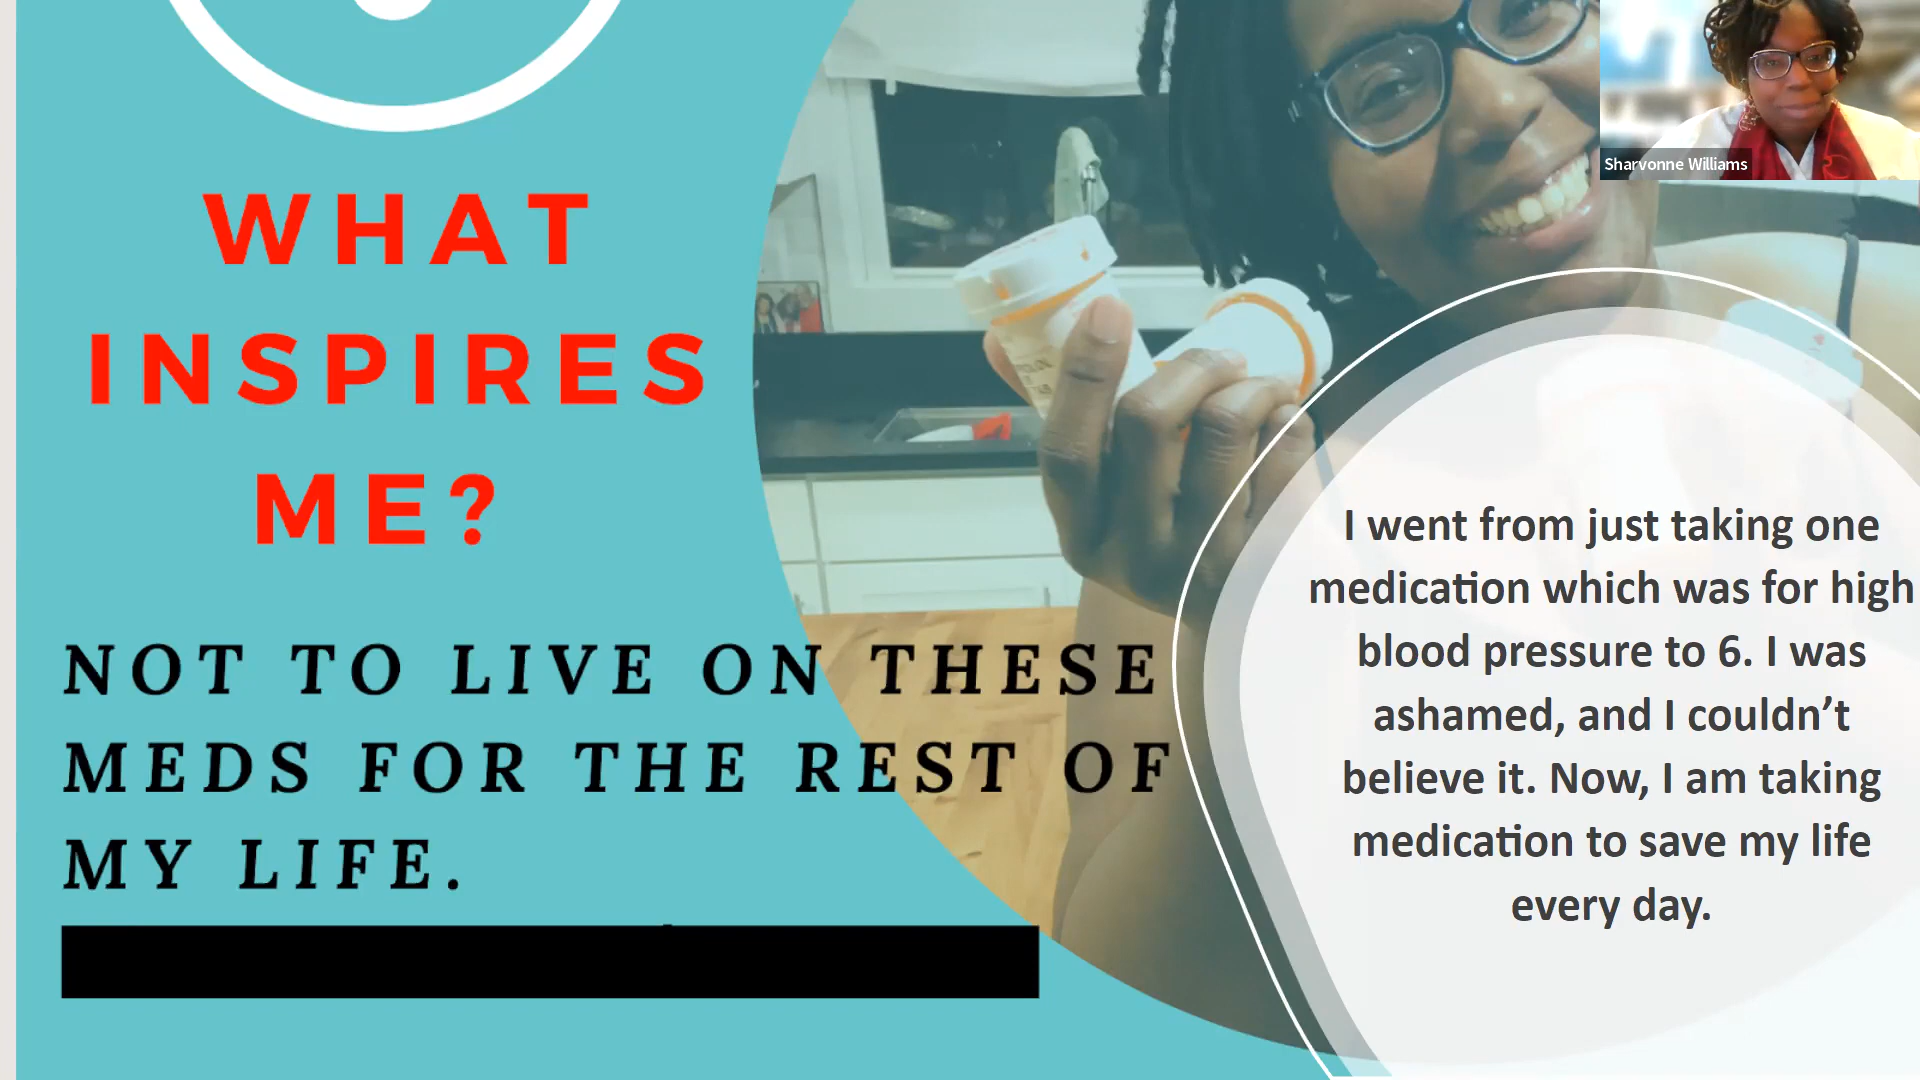 WHAT
INSPIRES
ME?
NOT TO LIVE ON THESE
MEDS FOR THE REST OF
MY LIFE.
Sharvonne Williams
I went from just taking one
medication which was for high
blood pressure to 6. I was
ashamed, and I couldn’t
believe it. Now, I am taking
medication to save my life
every day.